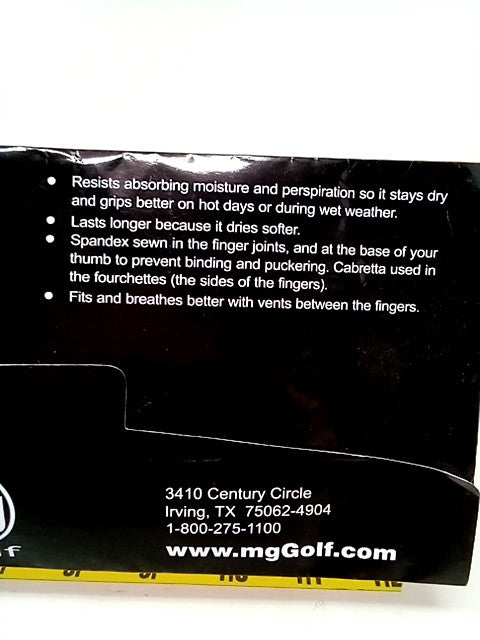 • Resists absorbing moisture and perspiration so it stays dry
and grips better on hot days or during wet weather.
• Lasts longer because it dries softer.
• Spandex sewn in the finger joints, and at the base of your
thumb to prevent binding and puckering. Cabretta used in
the fourchettes (the sides of the fingers).
• Fits and breathes better with vents between the fingers.
3410 Century Circle
Irving, TX 75062-4904
1-800-275-1100
www.mgGolf.com